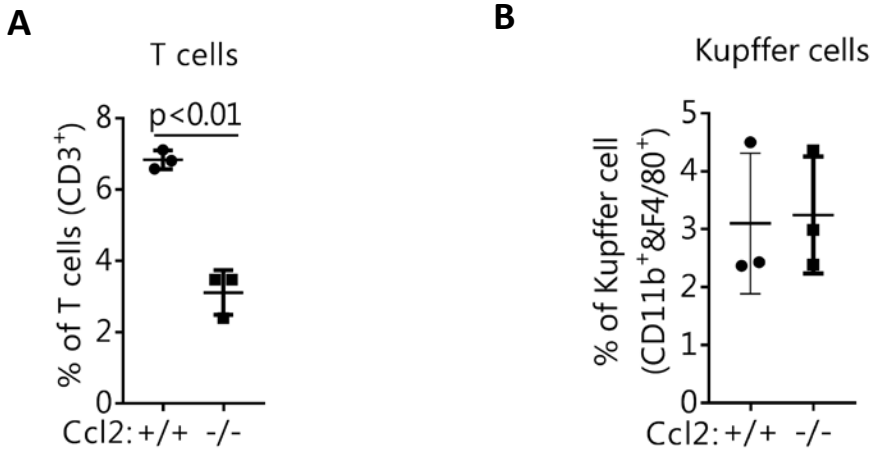 A
T cells
p<0.01
% of T cells (CD3⁺)
8
6
4
2
0
Ccl2: +/+ -/-
B
Kupffer cells
% of Kupffer cell
(CD11b⁺&F4/80⁺)
5
4
3
2
1
0
Ccl2: +/+ -/-